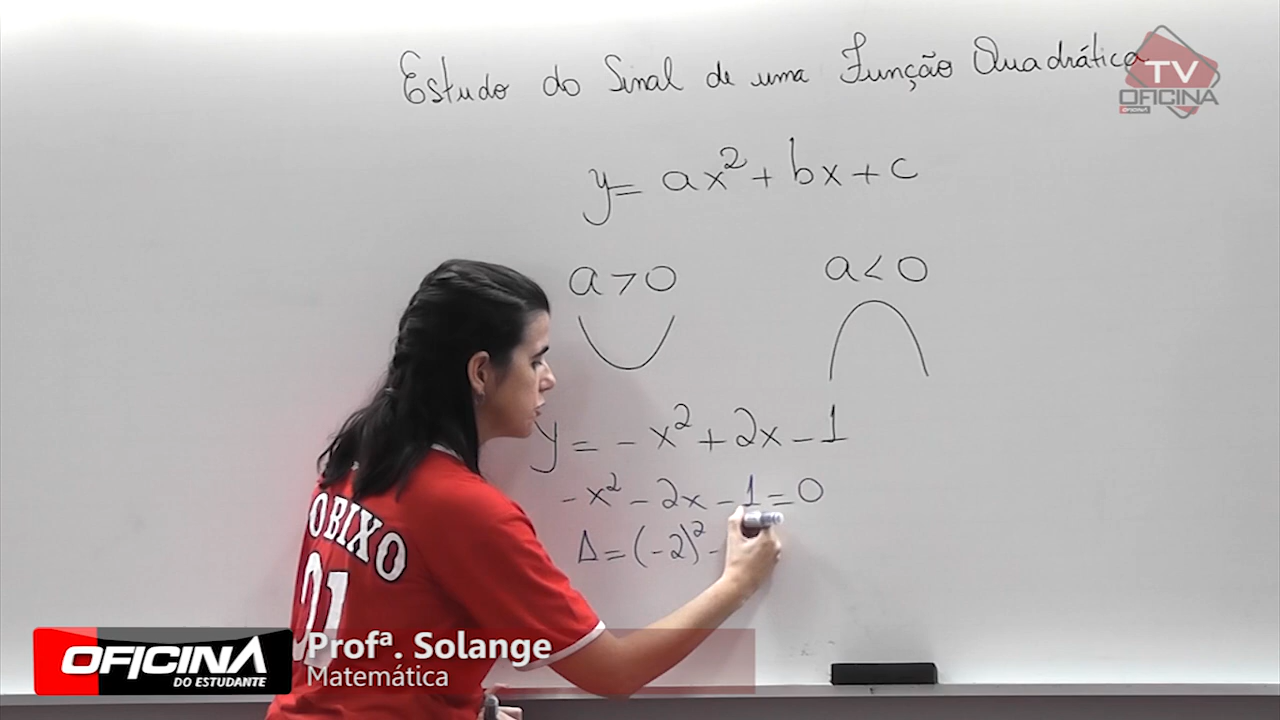 Estudo do Sinal de uma Função Quadrática
TV
OFICINA
y = ax² + bx + c
a > 0
a < 0
y = - x² + 2x - 1
- x² - 2x - 1 = 0
Δ = (-2)² -
OBIXO
Profª. Solange
Matemática
OFICINA
DO ESTUDANTE